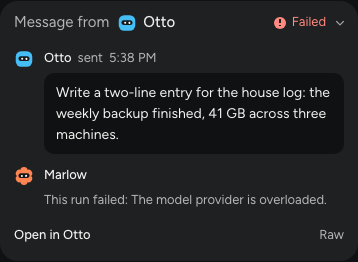 Message from Otto Failed
Otto sent 5:38 PM
Write a two-line entry for the house log: the
weekly backup finished, 41 GB across three
machines.
Marlow
This run failed: The model provider is overloaded.
Open in Otto Raw